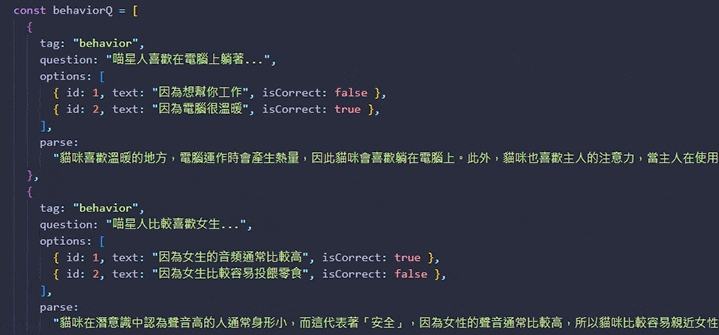 const behaviorQ = [
{
tag: "behavior",
question: "喵星人喜歡在電腦上躺著...",
options: [
{ id: 1, text: "因為想幫你工作", isCorrect: false },
{ id: 2, text: "因為電腦很溫暖", isCorrect: true },
],
parse:
"貓咪喜歡溫暖的地方，電腦運作時會產生熱量，因此貓咪會喜歡躺在電腦上。此外，貓咪也喜歡主人的注意力，當主人在使用
},
{
tag: "behavior",
question: "喵星人比較喜歡女生...",
options: [
{ id: 1, text: "因為女生的音頻通常比較高", isCorrect: true },
{ id: 2, text: "因為女生比較容易投餵零食", isCorrect: false },
],
parse:
"貓咪在潛意識中認為聲音高的人通常身形小，而這代表著「安全」，因為女性的聲音通常比較高，所以貓咪比較容易親近女性